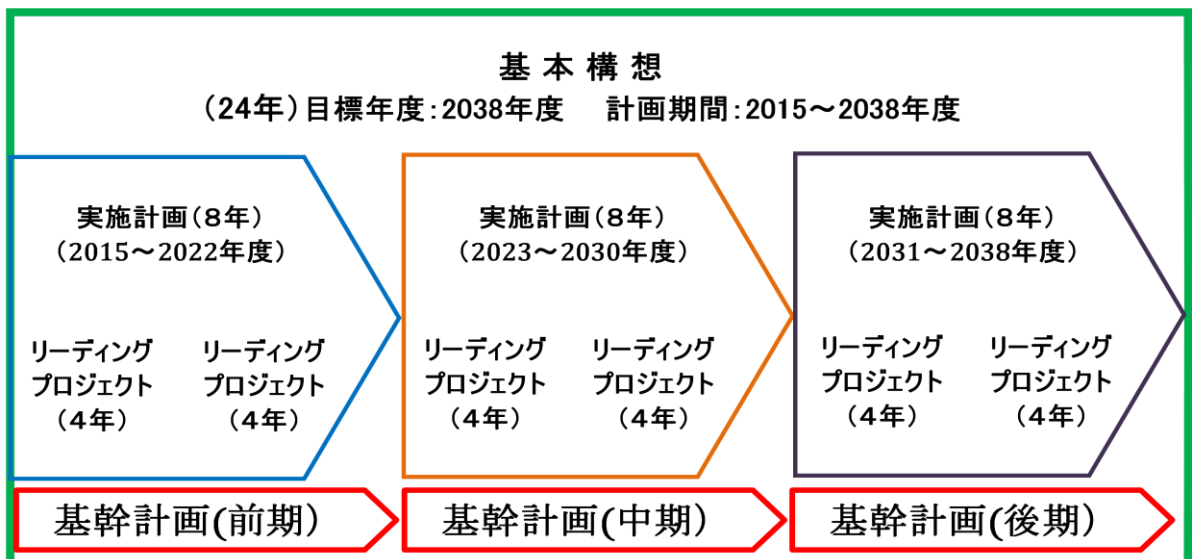 基本構想
（24年）目標年度：2038年度　計画期間：2015～2038年度
実施計画（８年）
（2015～2022年度）
リーディング
プロジェクト
（４年）
リーディング
プロジェクト
（４年）
実施計画（８年）
（2023～2030年度）
リーディング
プロジェクト
（４年）
リーディング
プロジェクト
（４年）
実施計画（８年）
（2031～2038年度）
リーディング
プロジェクト
（４年）
リーディング
プロジェクト
（４年）
基幹計画(前期）
基幹計画(中期）
基幹計画(後期）